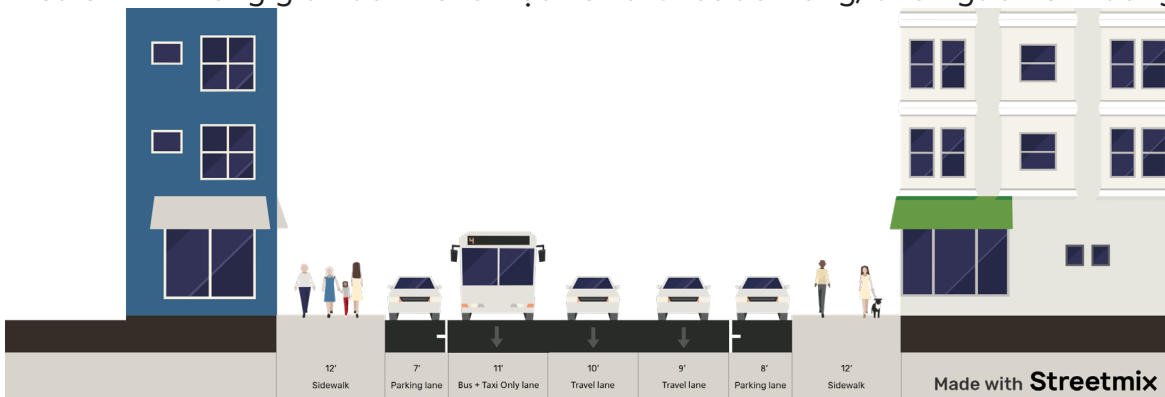 4
12' 7' 11' 10' 9' 8' 12'
Sidewalk Parking lane Bus + Taxi Only lane Travel lane Travel lane Parking lane Sidewalk
Made with Streetmix